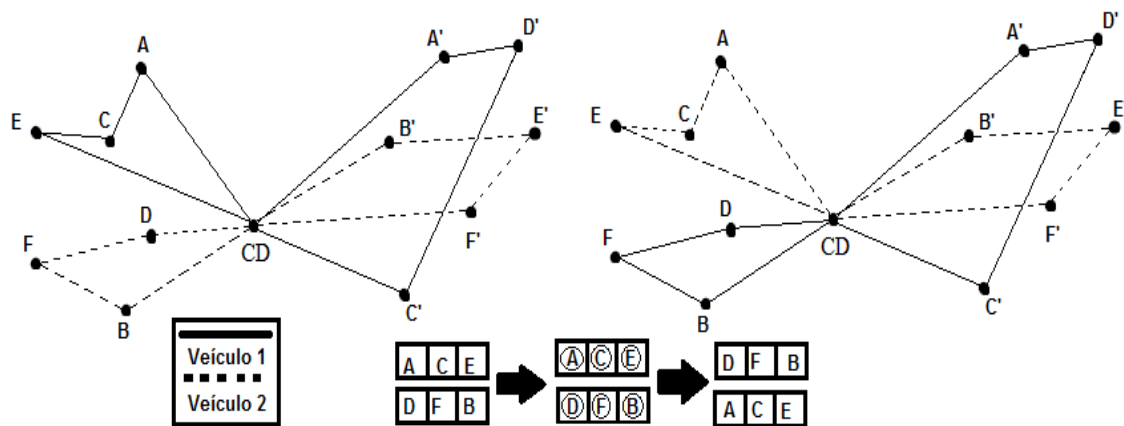 A
A'
D'
E
C
B'
E'
D
F
F'
CD
C'
B
A
A'
D'
E
C
B'
E
D
F
F'
CD
C'
B
Veículo 1
Veículo 2
A C E
D F B
A C E
D F B
D F B
A C E